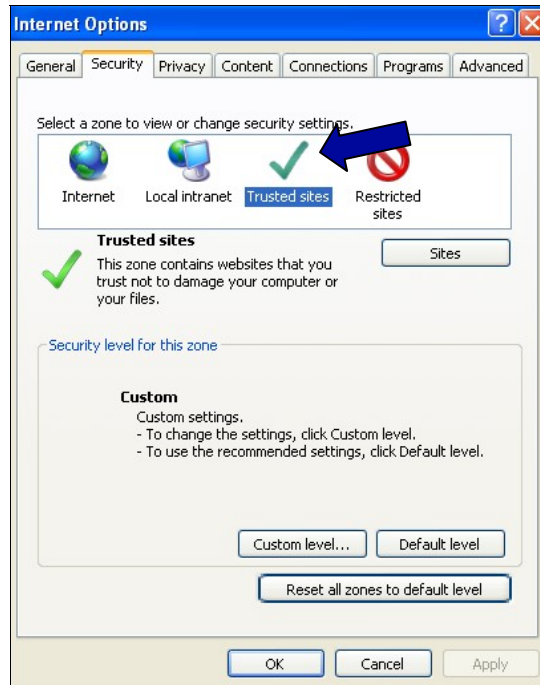 Internet Options
General Security Privacy Content Connections Programs Advanced
Select a zone to view or change security settings.
Internet Local intranet Trusted sites Restricted
sites
Trusted sites
Sites
This zone contains websites that you
trust not to damage your computer or
your files.
Security level for this zone
Custom
Custom settings.
- To change the settings, click Custom level.
- To use the recommended settings, click Default level.
Custom level... Default level
Reset all zones to default level
OK Cancel Apply